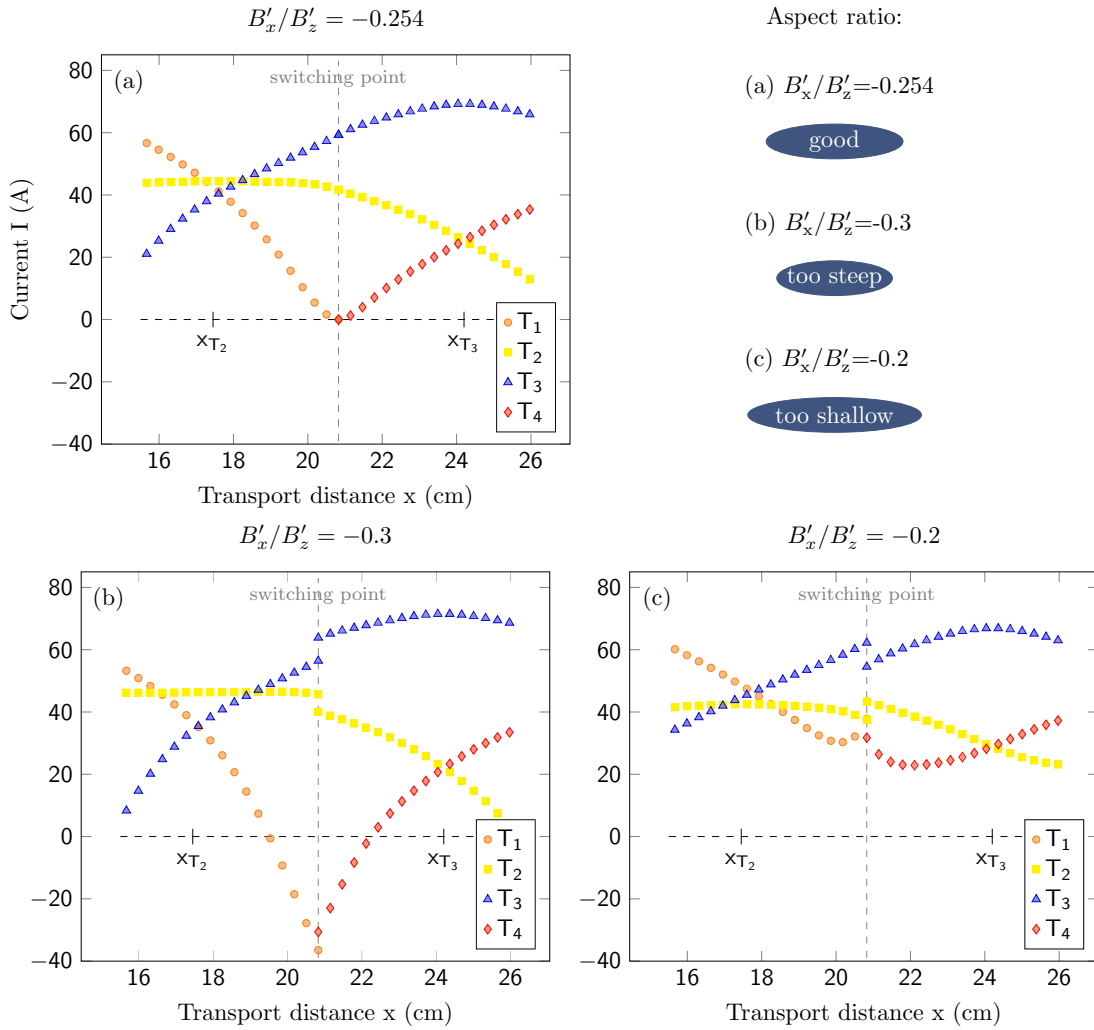 B′x/B′z = −0.254
(a)
switching point
80
60
40
20
0
−20
−40
Current I (A)
xT2
xT3
T1
T2
T3
T4
16 18 20 22 24 26
Transport distance x (cm)
Aspect ratio:
(a) B′x/B′z=-0.254
good
(b) B′x/B′z=-0.3
too steep
(c) B′x/B′z=-0.2
too shallow
B′x/B′z = −0.3
(b)
switching point
80
60
40
20
0
−20
−40
xT2
xT3
T1
T2
T3
T4
16 18 20 22 24 26
Transport distance x (cm)
B′x/B′z = −0.2
(c)
switching point
80
60
40
20
0
−20
−40
xT2
xT3
T1
T2
T3
T4
16 18 20 22 24 26
Transport distance x (cm)